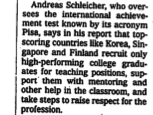 Andreas Schleicher, who over-
sees the international achieve-
ment test known by its acronym
Pisa, says in his report that top-
scoring countries like Korea, Sin-
gapore and Finland recruit only
high-performing college gradu-
ates for teaching positions, sup-
port them with mentoring and
other help in the classroom, and
take steps to raise respect for the
profession.